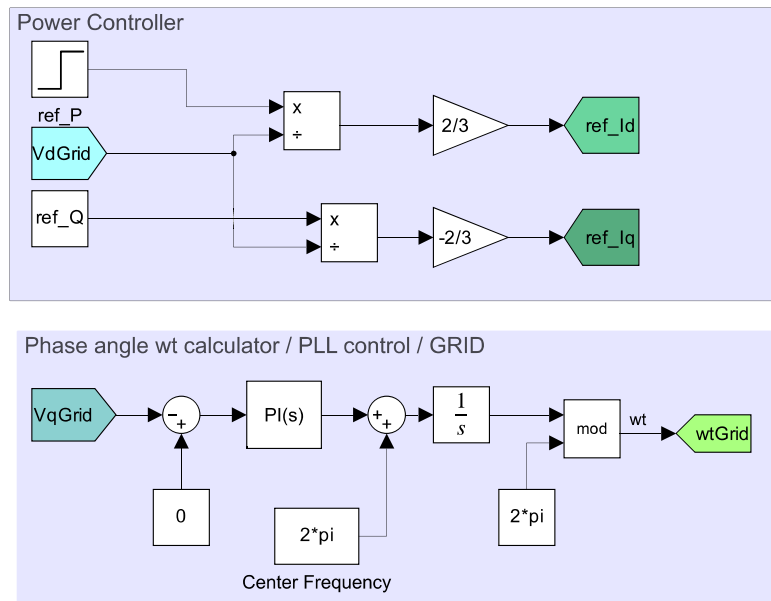 Power Controller
ref_P
x
÷
2/3
ref_Id
VdGrid
ref_Q
x
÷
-2/3
ref_Iq
Phase angle wt calculator / PLL control / GRID
VqGrid
−
+
PI(s)
+
+
1
s
mod
wt
wtGrid
0
2*pi
2*pi
Center Frequency